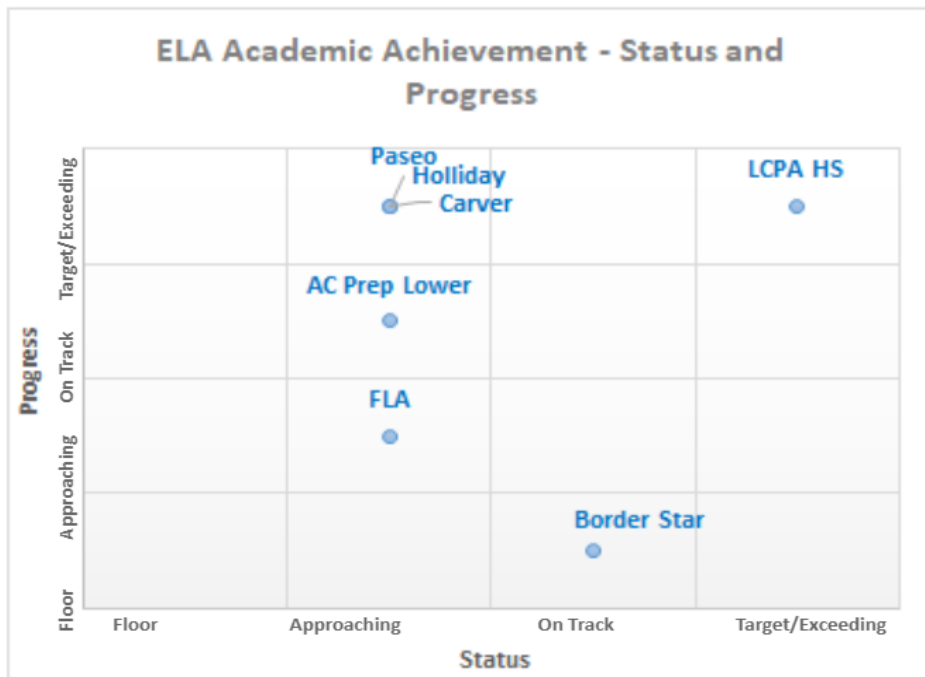 ELA Academic Achievement - Status and
Progress
Paseo
Holliday
Carver
LCPA HS
AC Prep Lower
FLA
Border Star
Progress
Target/Exceeding
On Track
Approaching
Floor
Floor
Approaching
On Track
Target/Exceeding
Status